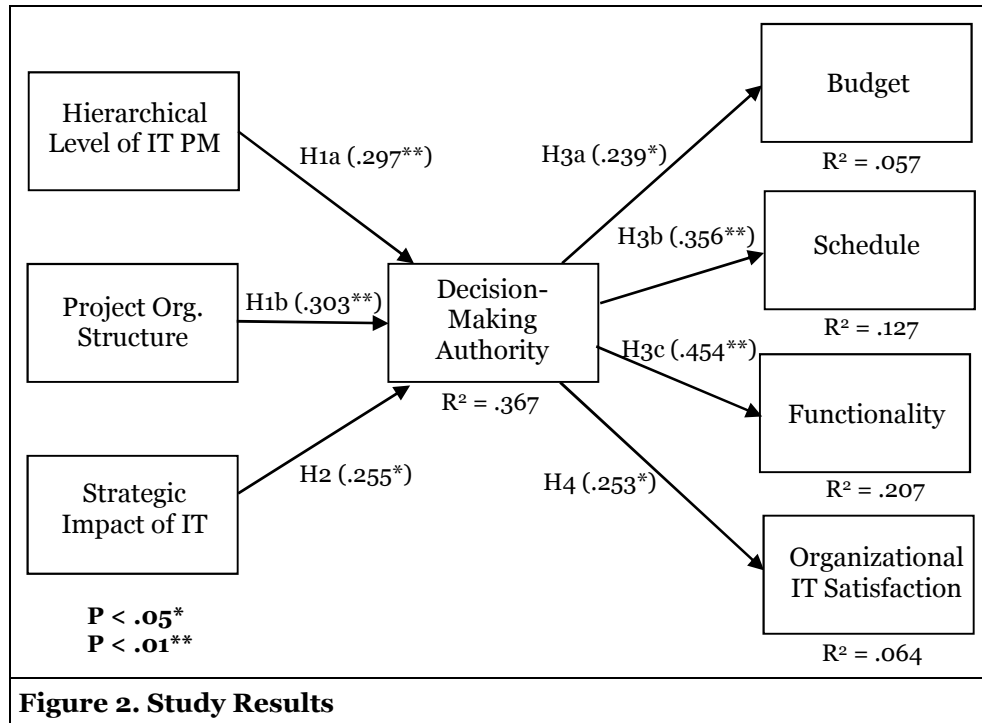 Hierarchical
Level of IT PM
H1a (.297**)
Project Org.
Structure
H1b (.303**)
Strategic
Impact of IT
H2 (.255*)
P < .05*
P < .01**
Decision-
Making
Authority
R² = .367
H3a (.239*)
Budget
R² = .057
H3b (.356**)
Schedule
R² = .127
H3c (.454**)
Functionality
R² = .207
H4 (.253*)
Organizational
IT Satisfaction
R² = .064
Figure 2. Study Results